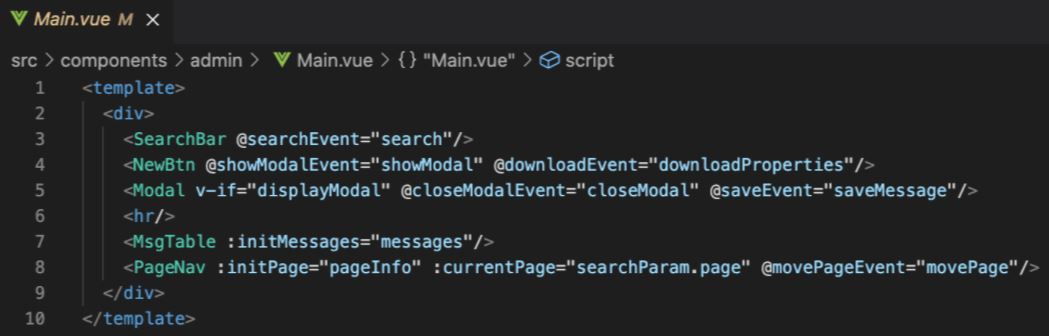 Main.vue M ×
src > components > admin > Main.vue > {} "Main.vue" > script
1 <template>
2 <div>
3 <SearchBar @searchEvent="search"/>
4 <NewBtn @showModalEvent="showModal" @downloadEvent="downloadProperties"/>
5 <Modal v-if="displayModal" @closeModalEvent="closeModal" @saveEvent="saveMessage"/>
6 <hr/>
7 <MsgTable :initMessages="messages"/>
8 <PageNav :initPage="pageInfo" :currentPage="searchParam.page" @movePageEvent="movePage"/>
9 </div>
10 </template>